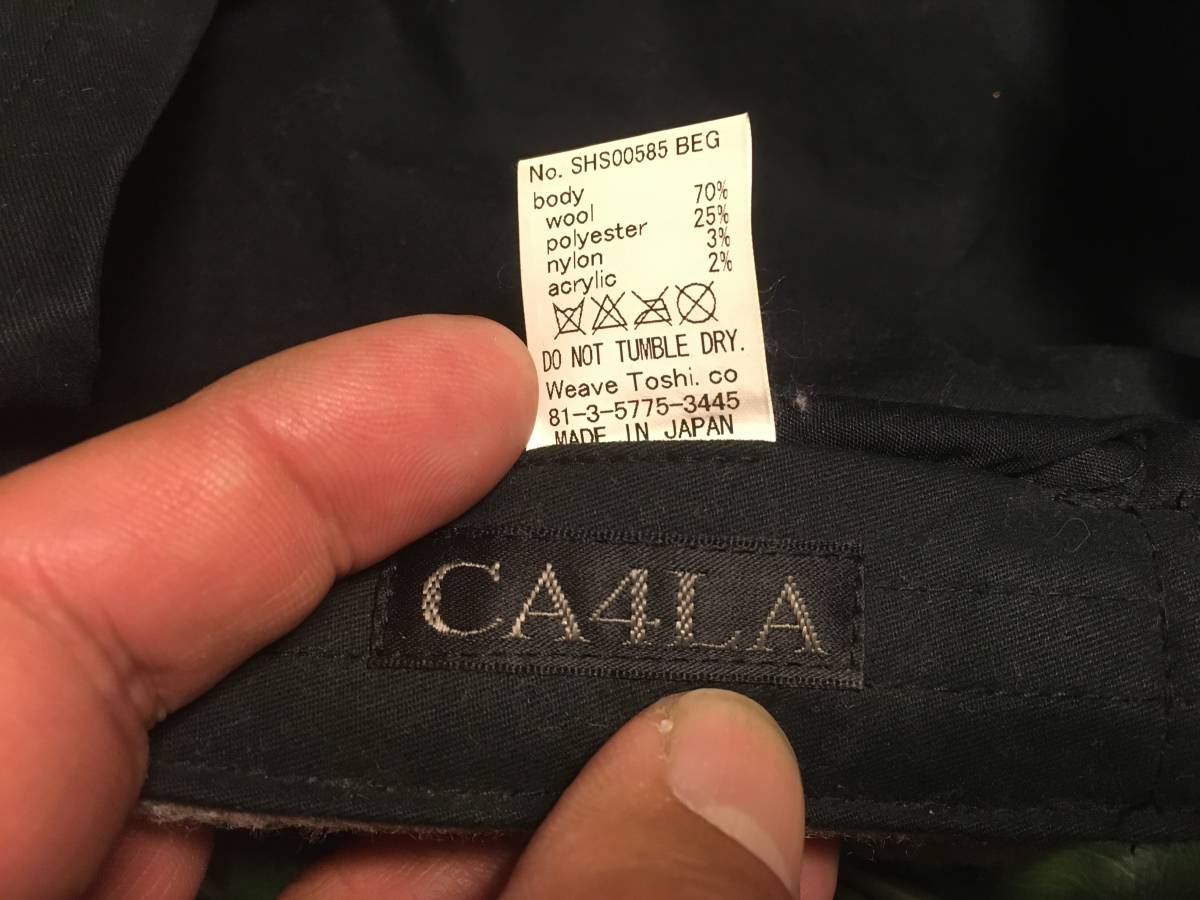 No. SHS00585 BEG
body
wool 70%
polyester 25%
nylon 3%
acrylic 2%
DO NOT TUMBLE DRY.
Weave Toshi. co
81-3-5775-3445
MADE IN JAPAN
CA4LA